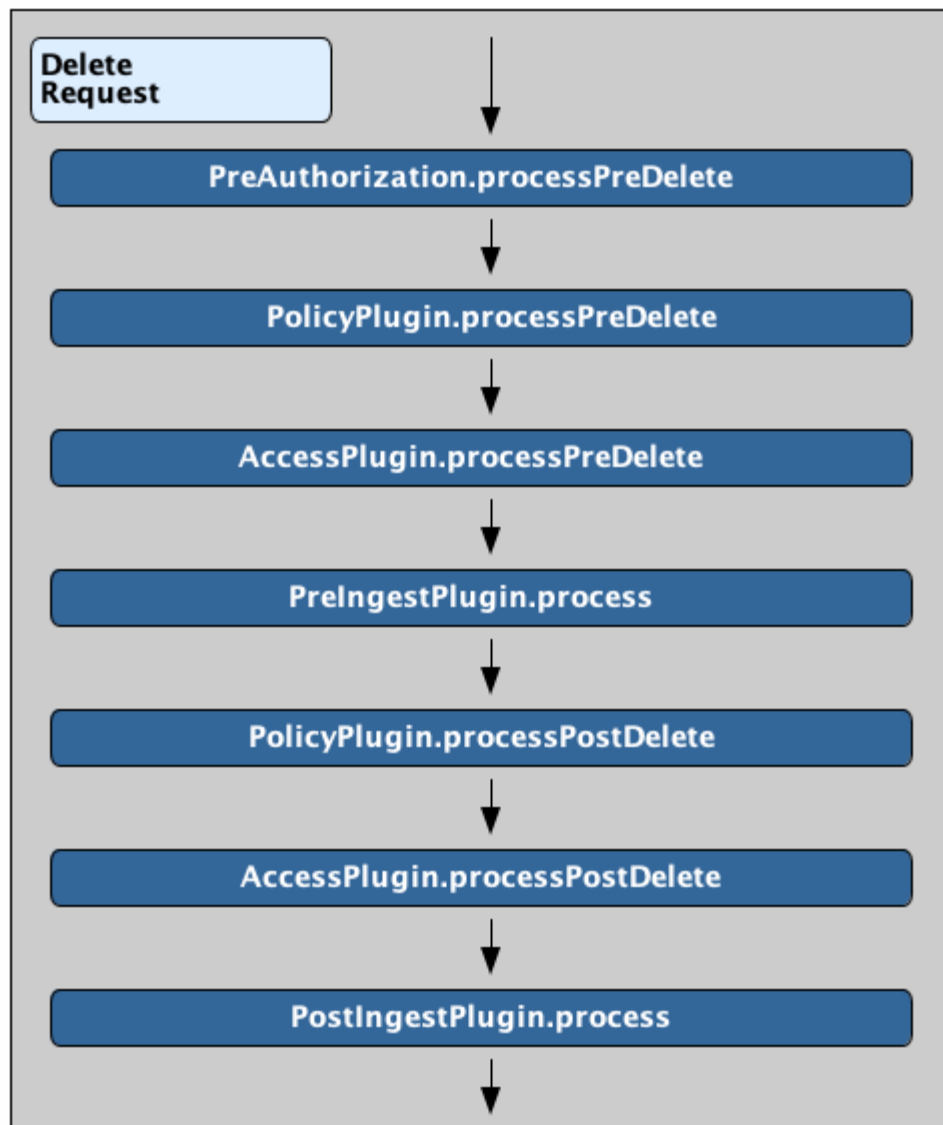 Delete
Request
PreAuthorization.processPreDelete
PolicyPlugin.processPreDelete
AccessPlugin.processPreDelete
PreIngestPlugin.process
PolicyPlugin.processPostDelete
AccessPlugin.processPostDelete
PostIngestPlugin.process